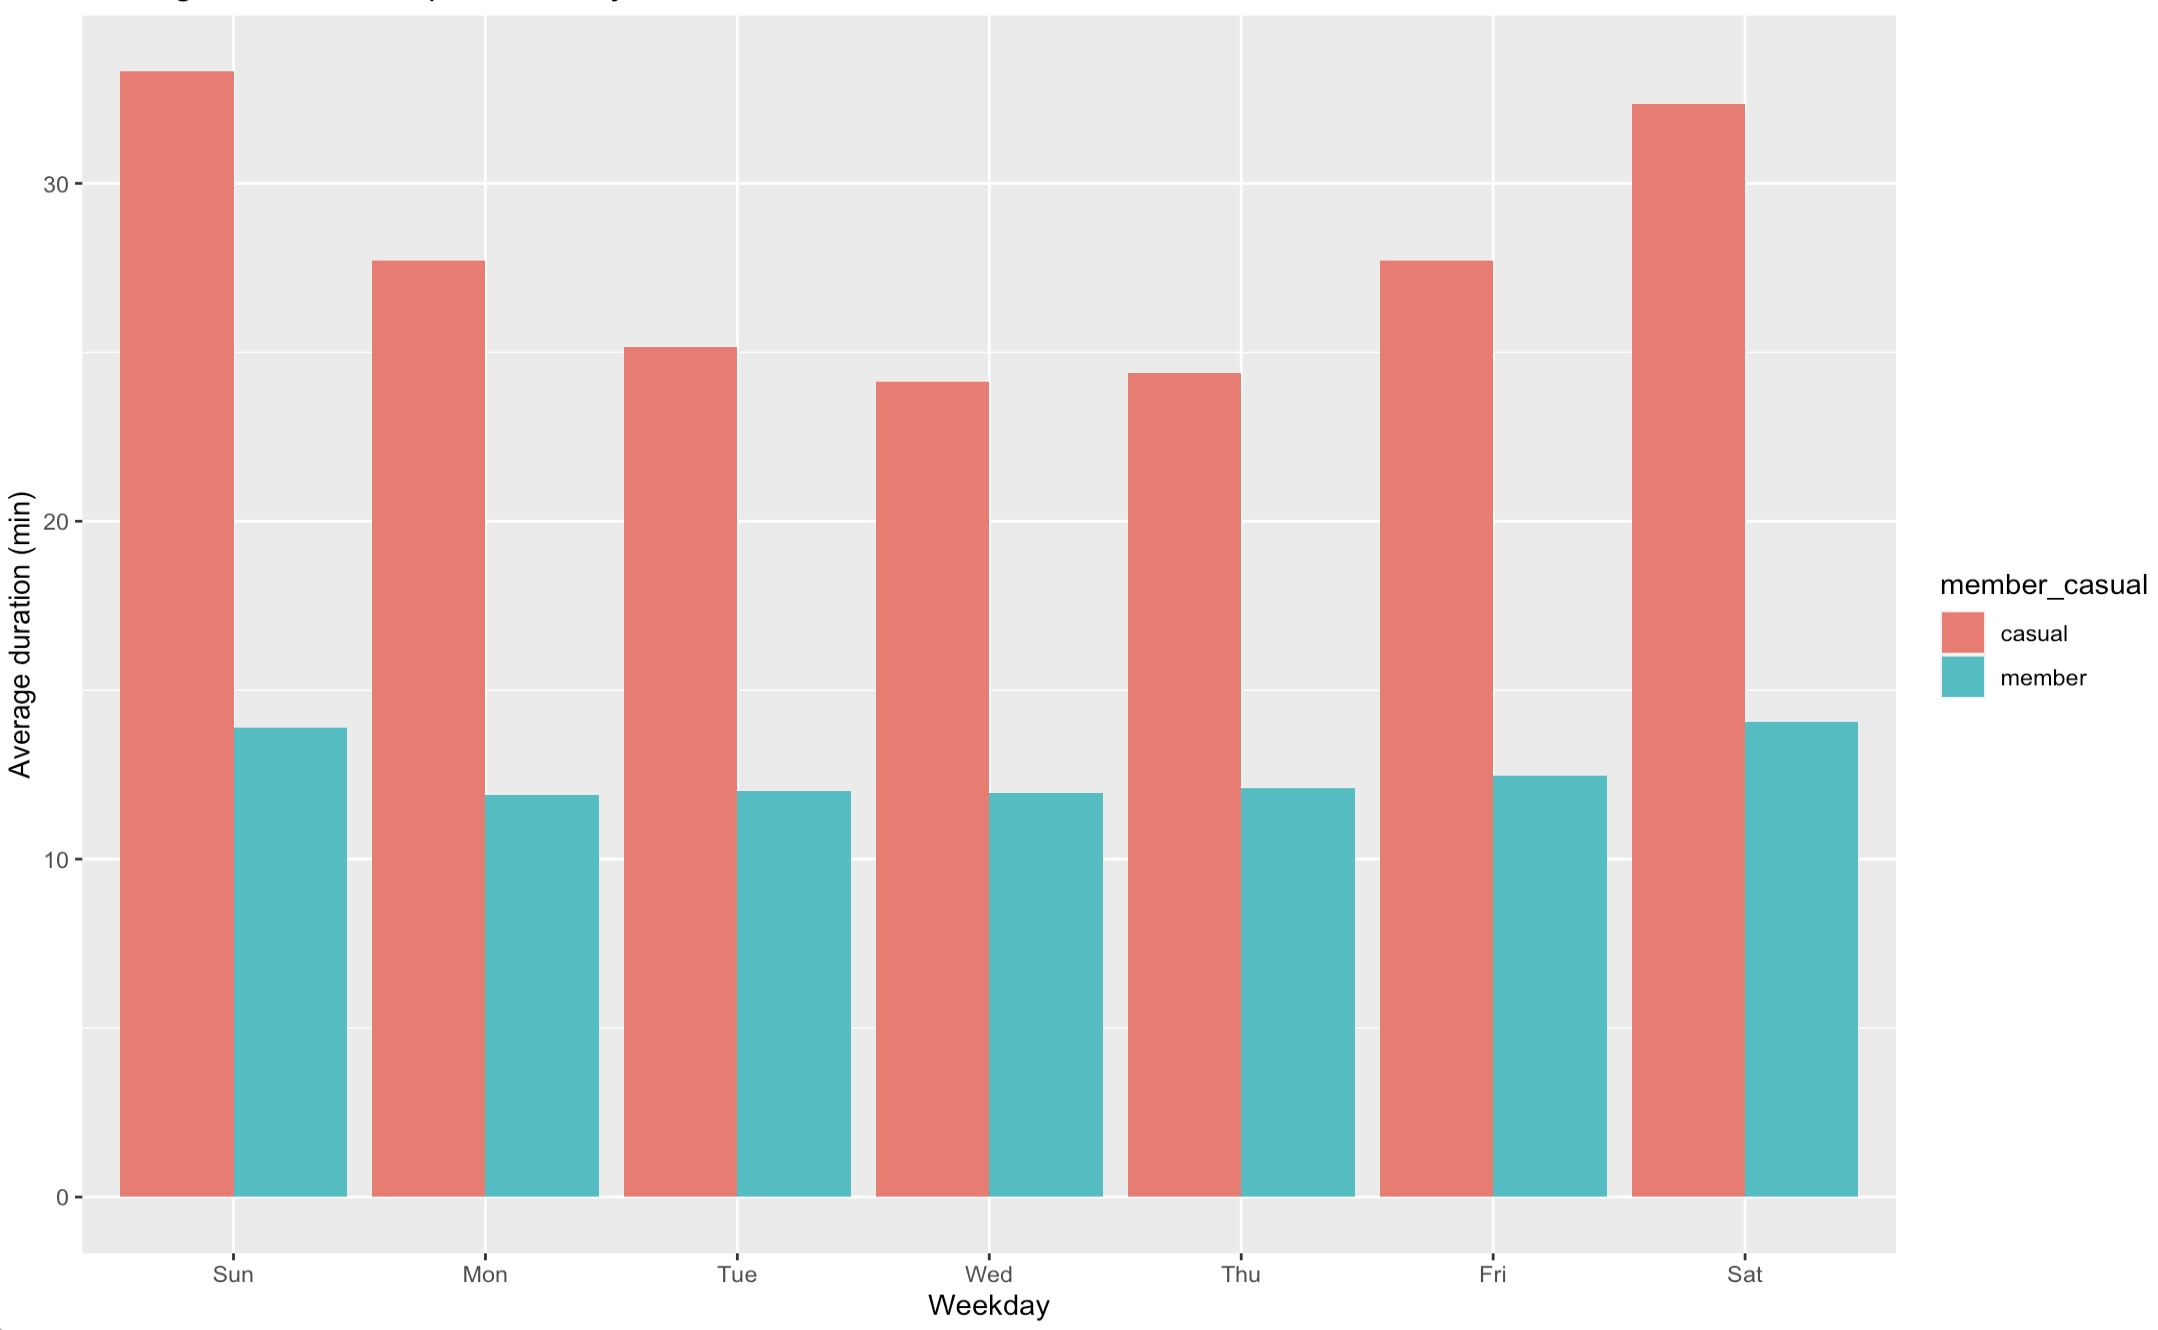 30
20
10
0
Average duration (min)
Sun Mon Tue Wed Thu Fri Sat
Weekday
member_casual
casual
member